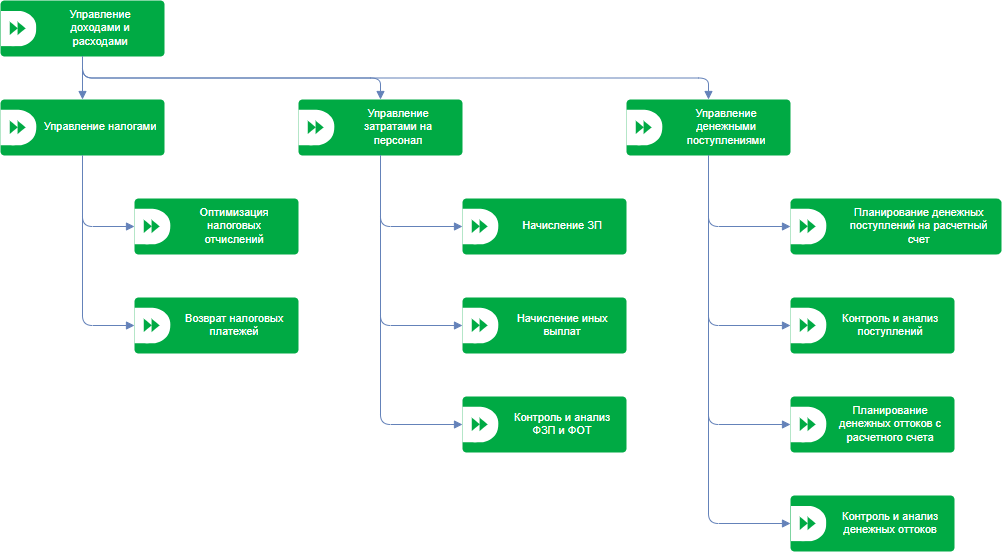 Управление
доходами и
расходами
Управление налогами
Управление
затратами на
персонал
Управление
денежными
поступлениями
Оптимизация
налоговых
отчислений
Начисление ЗП
Планирование денежных
поступлений на расчетный
счет
Возврат налоговых
платежей
Начисление иных
выплат
Контроль и анализ
поступлений
Контроль и анализ
ФЗП и ФОТ
Планирование
денежных оттоков с
расчетного счета
Контроль и анализ
денежных оттоков